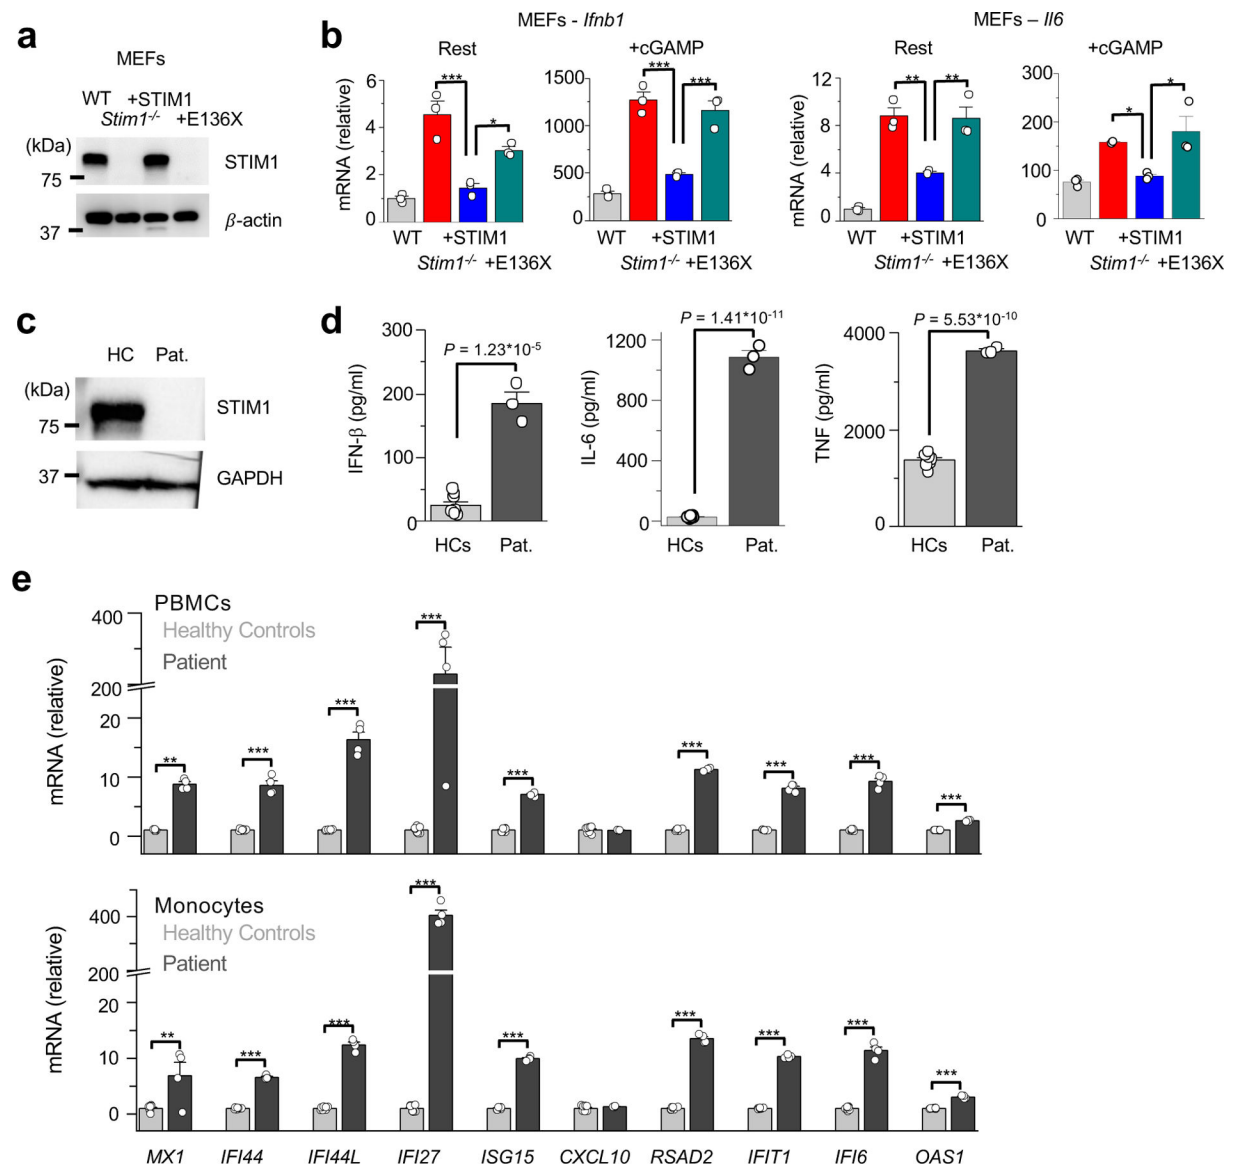 a
MEFs
WT +STIM1
Stim1-/- +E136X
(kDa)
75
STIM1
37
β-actin
b
MEFs - Ifnb1
MEFs – Il6
Rest
+cGAMP
Rest
+cGAMP
mRNA (relative)
6
4
2
0
***
*
WT +STIM1
Stim1-/- +E136X
1500
1000
500
0
***
***
WT +STIM1
Stim1-/- +E136X
mRNA (relative)
12
8
4
0
**
**
WT +STIM1
Stim1-/- +E136X
300
200
100
0
*
*
WT +STIM1
Stim1-/- +E136X
c
HC Pat.
(kDa)
75
STIM1
37
GAPDH
d
IFN-β (pg/ml)
300
200
100
0
P = 1.23*10-5
HCs Pat.
IL-6 (pg/ml)
1200
800
400
0
P = 1.41*10-11
HCs Pat.
TNF (pg/ml)
4000
2000
0
P = 5.53*10-10
HCs Pat.
e
PBMCs
Healthy Controls
Patient
mRNA (relative)
400
200
20
10
0
** *** *** *** *** *** *** *** ***
Monocytes
Healthy Controls
Patient
mRNA (relative)
400
200
20
10
0
** *** *** *** *** *** *** *** ***
MX1 IFI44 IFI44L IFI27 ISG15 CXCL10 RSAD2 IFIT1 IFI6 OAS1